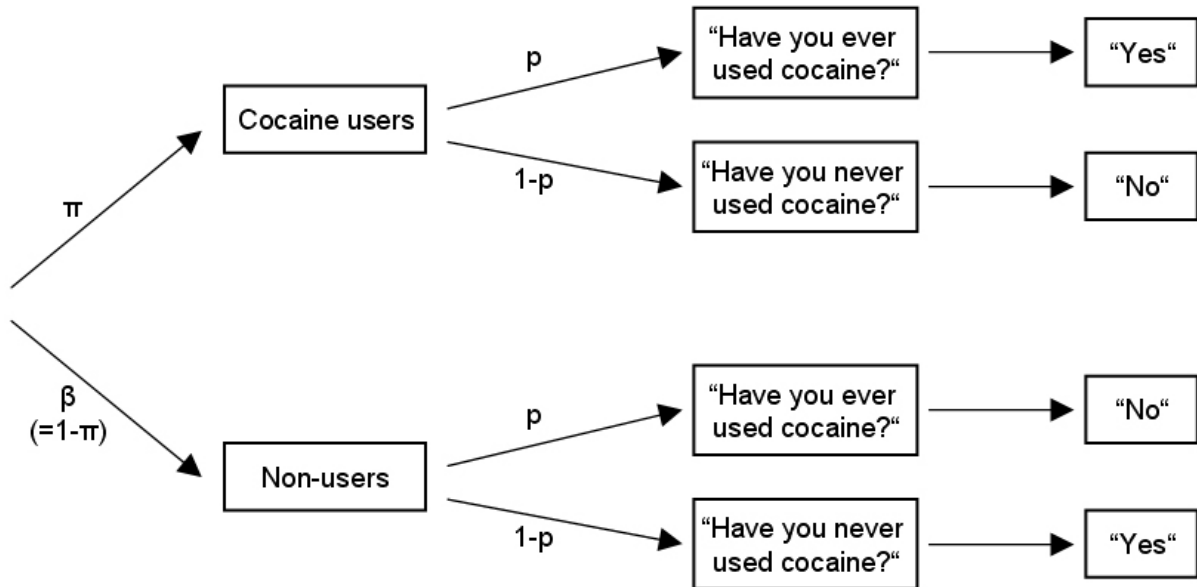 p
“Have you ever
used cocaine?“
“Yes“
Cocaine users
1-p
“Have you never
used cocaine?“
“No“
π
β
(=1-π)
p
“Have you ever
used cocaine?“
“No“
Non-users
1-p
“Have you never
used cocaine?“
“Yes“